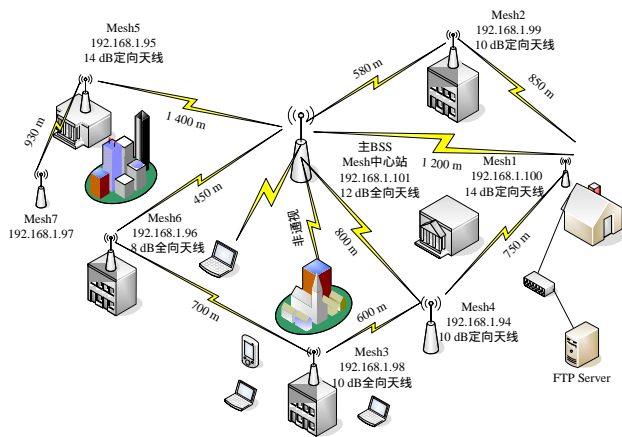 Mesh5
192.168.1.95
14 dB定向天线
Mesh2
192.168.1.99
10 dB定向天线
580 m
850 m
930 m
1 400 m
主BSS
Mesh中心站
192.168.1.101
12 dB全向天线
1 200 m
Mesh1
192.168.1.100
14 dB定向天线
Mesh7
192.168.1.97
450 m
Mesh6
192.168.1.96
8 dB全向天线
非通视
800 m
750 m
700 m
600 m
Mesh4
192.168.1.94
10 dB定向天线
Mesh3
192.168.1.98
10 dB全向天线
FTP Server